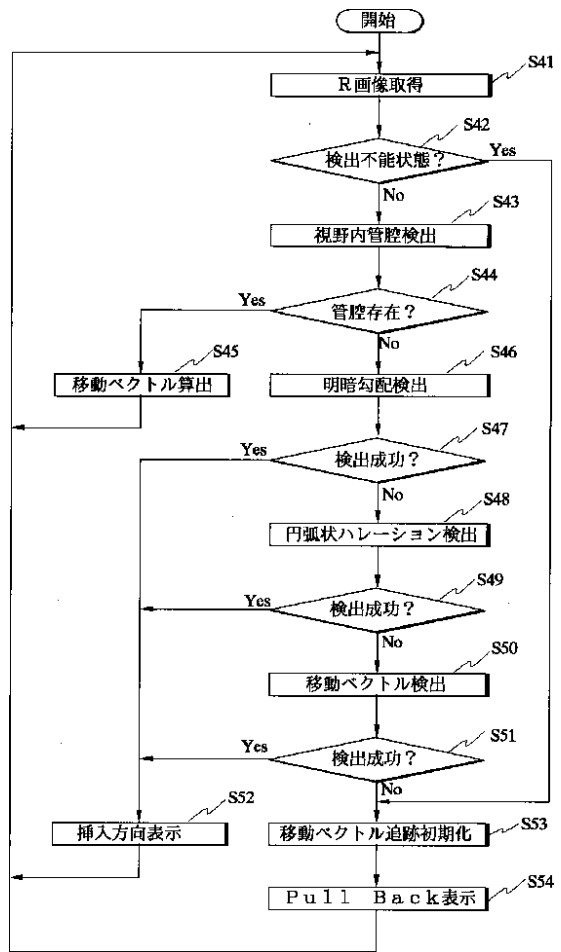 開始
S41
R画像取得
S42
検出不能状態?
Yes
No
S43
視野内管腔検出
S44
Yes
管腔存在?
No
S45
移動ベクトル算出
S46
明暗勾配検出
S47
Yes
検出成功?
No
S48
円弧状ハレーション検出
S49
Yes
検出成功?
No
S50
移動ベクトル検出
S51
Yes
検出成功?
No
S52
挿入方向表示
S53
移動ベクトル追跡初期化
S54
Pull Back表示